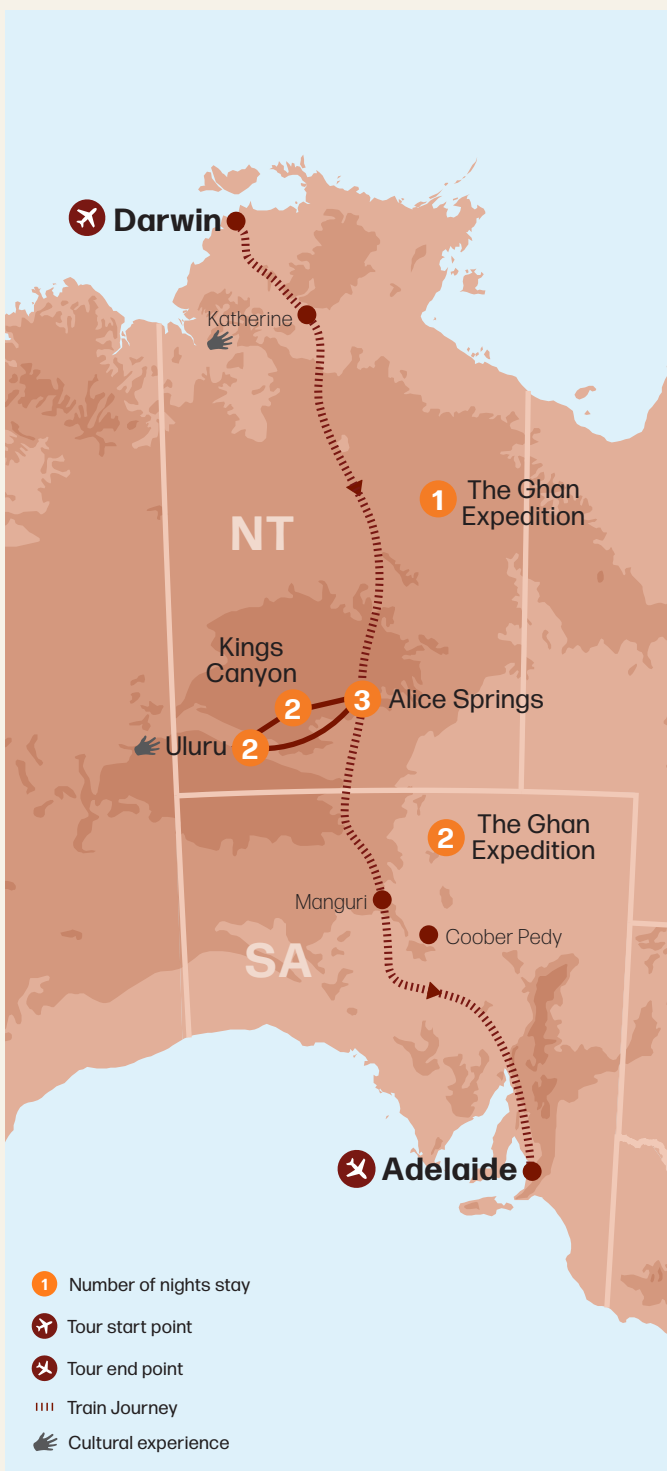 Darwin
Katherine
1
The Ghan
Expedition
NT
Kings
Canyon
2
3
Alice Springs
Uluru
2
2
The Ghan
Expedition
Manguri
Coober Pedy
SA
Adelaide
1 Number of nights stay
Tour start point
Tour end point
Train Journey
Cultural experience